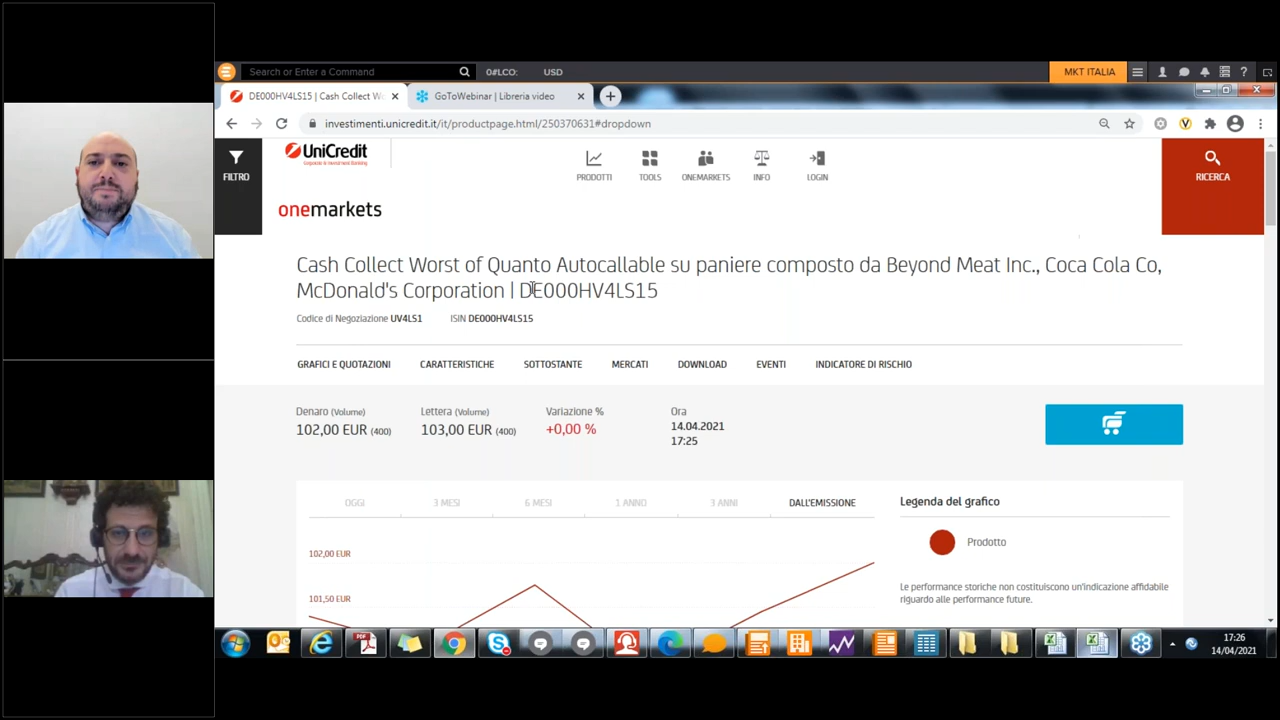 Search or Enter a Command
0#LCO:
USD
MKT ITALIA
DE000HV4LS15 | Cash Collect Wo
GoToWebinar | Libreria video
investimenti.unicredit.it/it/productpage.html/250370631#dropdown
FILTRO
UniCredit
PRODOTTI
TOOLS
ONEMARKETS
INFO
LOGIN
RICERCA
onemarkets
Cash Collect Worst of Quanto Autocallable su paniere composto da Beyond Meat Inc., Coca Cola Co,
McDonald's Corporation | DE000HV4LS15
Codice di Negoziazione UV4LS1 ISIN DE000HV4LS15
GRAFICI E QUOTAZIONI
CARATTERISTICHE
SOTTOSTANTE
MERCATI
DOWNLOAD
EVENTI
INDICATORE DI RISCHIO
Denaro (Volume)
102,00 EUR (400)
Lettera (Volume)
103,00 EUR (400)
Variazione %
+0,00 %
Ora
14.04.2021
17:25
OGGI
3 MESI
6 MESI
1 ANNO
3 ANNI
DALL'EMISSIONE
102,00 EUR
101,50 EUR
Legenda del grafico
Prodotto
Le performance storiche non costituiscono un'indicazione affidabile
riguardo alle performance future.
17:26
14/04/2021